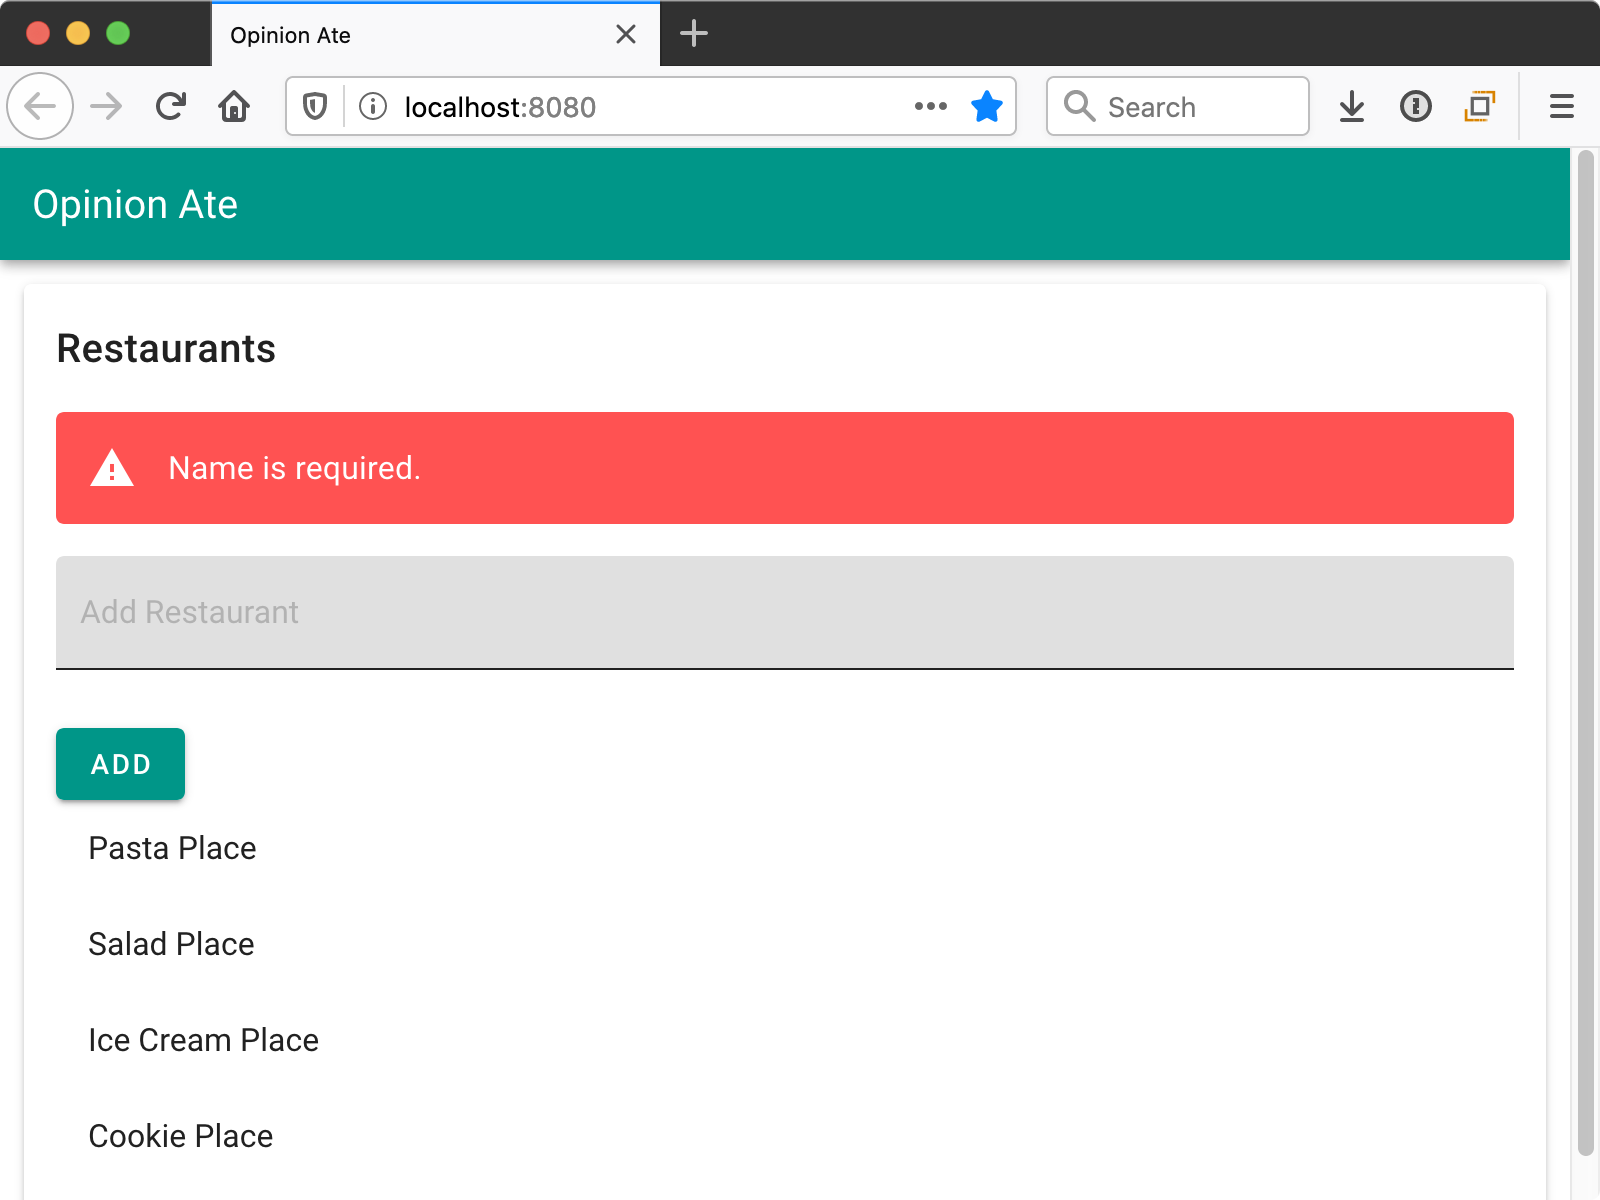 Opinion Ate
localhost:8080
Search
Opinion Ate
Restaurants
Name is required.
Add Restaurant
ADD
Pasta Place
Salad Place
Ice Cream Place
Cookie Place